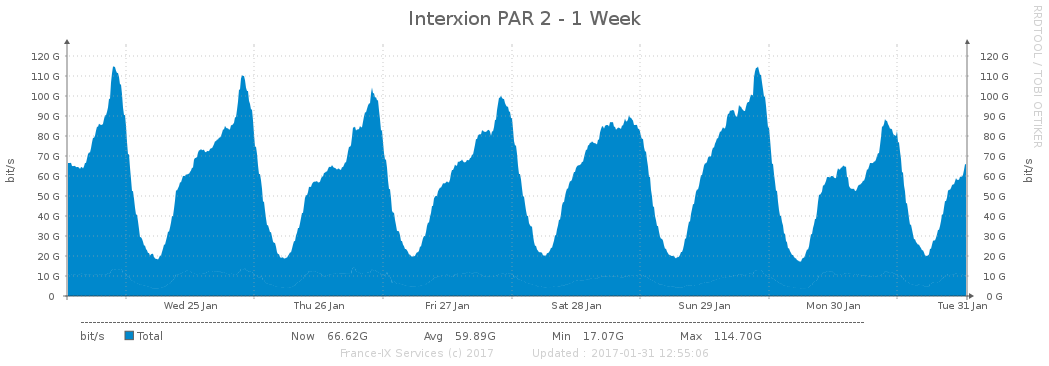 Interxion PAR 2 - 1 Week
RRDTOOL / TOBI OETIKER
bit/s
120 G 120 G
110 G 110 G
100 G 100 G
90 G 90 G
80 G 80 G
70 G 70 G
60 G 60 G
50 G 50 G
40 G 40 G
30 G 30 G
20 G 20 G
10 G 10 G
0 0 G
bit/s
Wed 25 Jan Thu 26 Jan Fri 27 Jan Sat 28 Jan Sun 29 Jan Mon 30 Jan Tue 31 Jan
bit/s Total Now 66.62G Avg 59.89G Min 17.07G Max 114.70G
France-IX Services (c) 2017 Updated : 2017-01-31 12:55:06